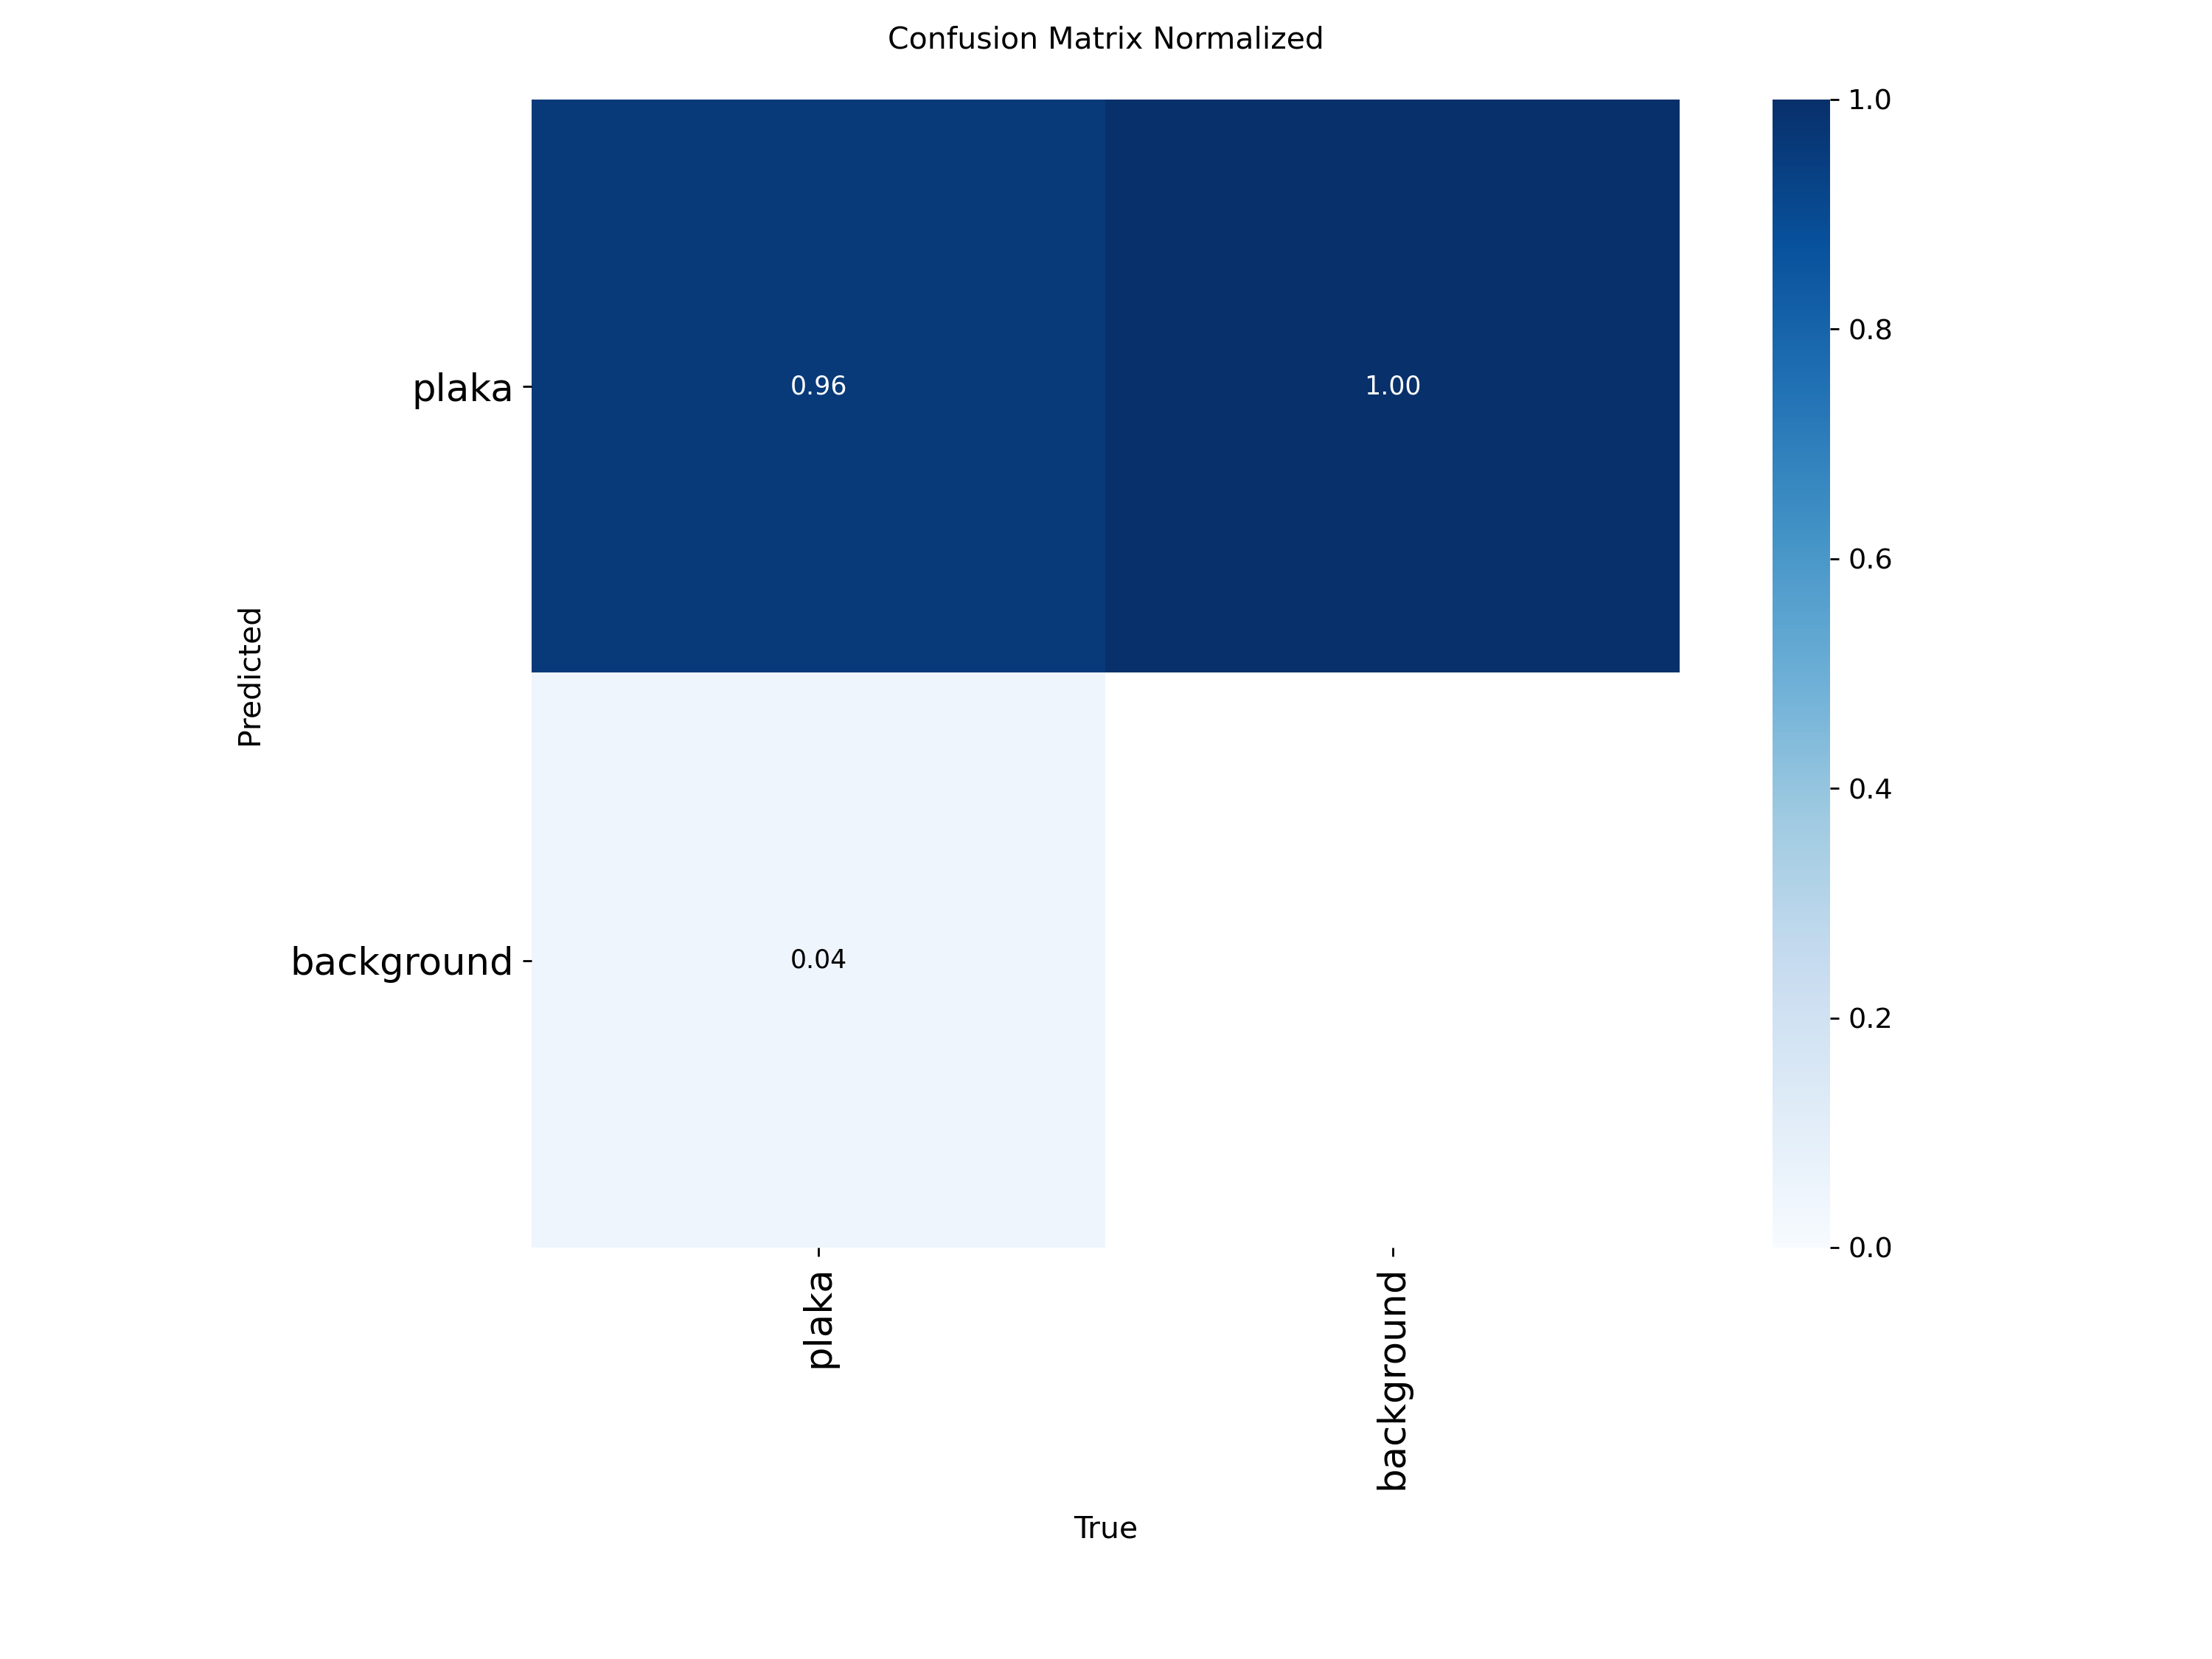 Confusion Matrix Normalized
Predicted
plaka
background
0.96
1.00
0.04
plaka
background
True
1.0
0.8
0.6
0.4
0.2
0.0